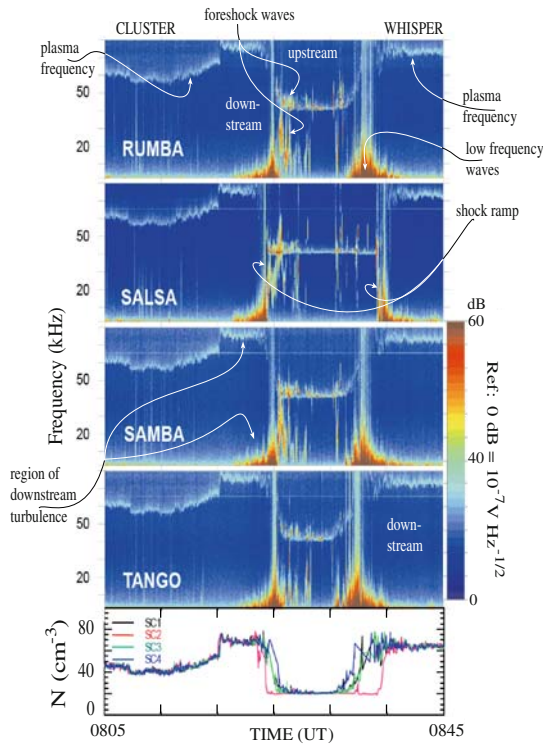 CLUSTER
foreshock waves
WHISPER
plasma
frequency
upstream
50
down-
stream
plasma
frequency
20
RUMBA
low frequency
waves
50
shock ramp
20
SALSA
dB
60
Frequency (kHz)
50
20
SAMBA
40
region of
downstream
turbulence
50
down-
stream
20
20
TANGO
0
Ref: 0 dB = 10-7 V Hz-1/2
80
SC1
SC2
SC3
SC4
40
0
N (cm-3)
0805
TIME (UT)
0845